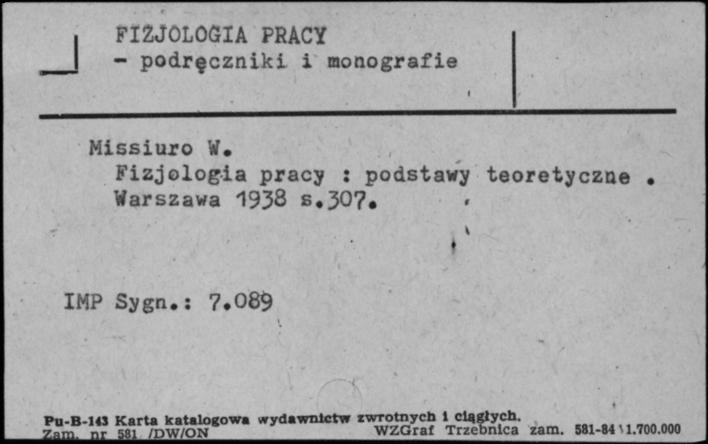 FIZJOLOGIA PRACY
- podręczniki i monografie
Missiuro W.
Fizjologia pracy : podstawy teoretyczne .
Warszawa 1938 s.307.
IMP Sygn.: 7.089
Pu-B-143 Karta katalogowa wydawnictw zwrotnych i ciągłych.
Zam. nr 581 /DW/ON WZGraf Trzebnica zam. 581-84 1.700.000